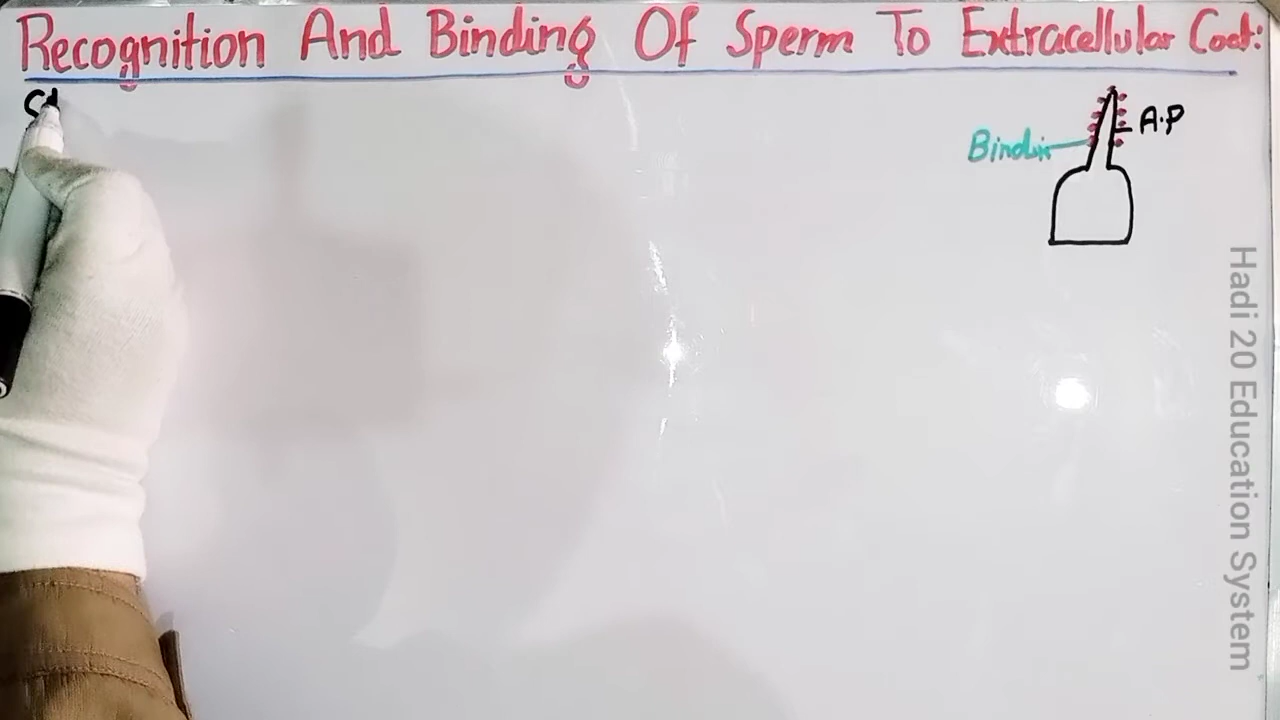 Recognition And Binding Of Sperm To Extracellular Coat:
A.P
Bindin
Hadi 20 Education System